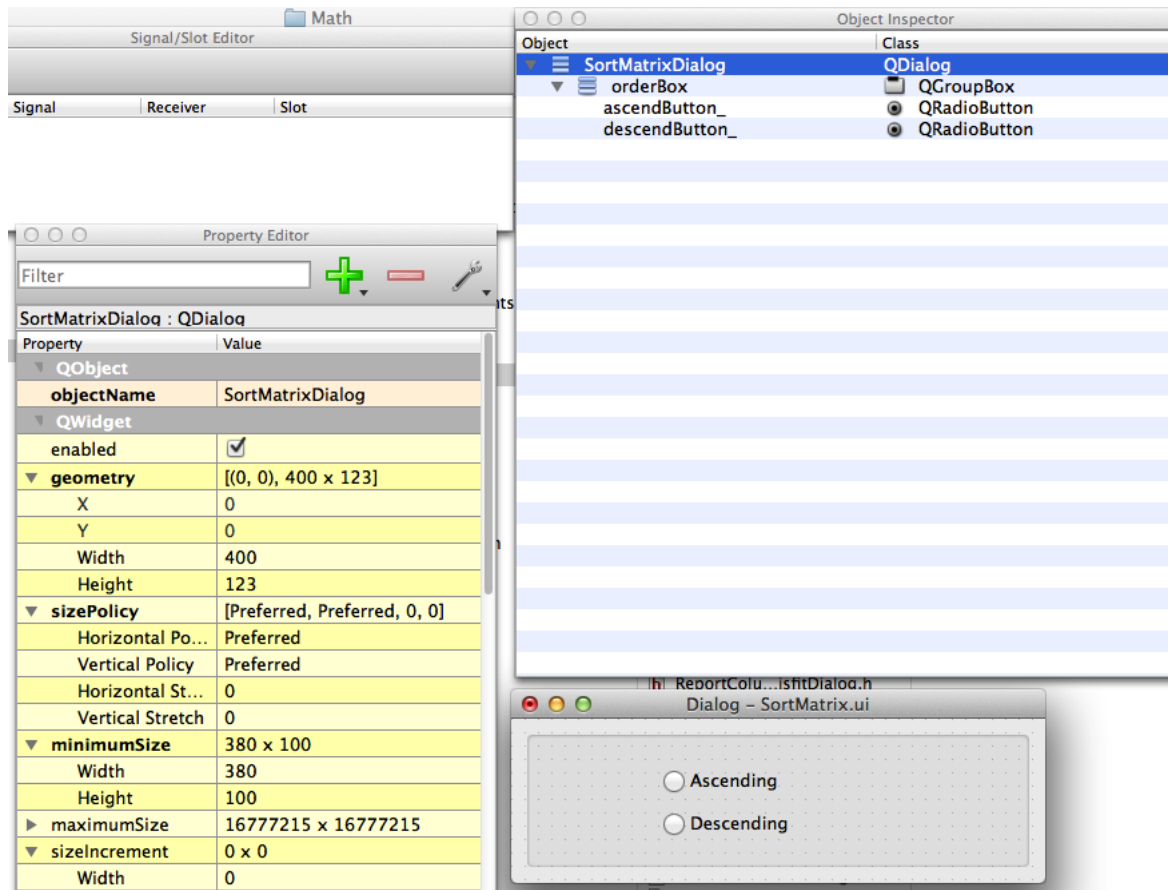 Math
Signal/Slot Editor
Signal Receiver Slot
Object Inspector
Object Class
SortMatrixDialog QDialog
orderBox QGroupBox
ascendButton_ QRadioButton
descendButton_ QRadioButton
Property Editor
Filter
SortMatrixDialog : QDialog
Property Value
QObject
objectName SortMatrixDialog
QWidget
enabled
geometry [(0, 0), 400 x 123]
X 0
Y 0
Width 400
Height 123
sizePolicy [Preferred, Preferred, 0, 0]
Horizontal Po... Preferred
Vertical Policy Preferred
Horizontal St... 0
Vertical Stretch 0
minimumSize 380 x 100
Width 380
Height 100
maximumSize 16777215 x 16777215
sizeIncrement 0 x 0
Width 0
h ReportColu...isfitDialog.h
Dialog – SortMatrix.ui
Ascending
Descending